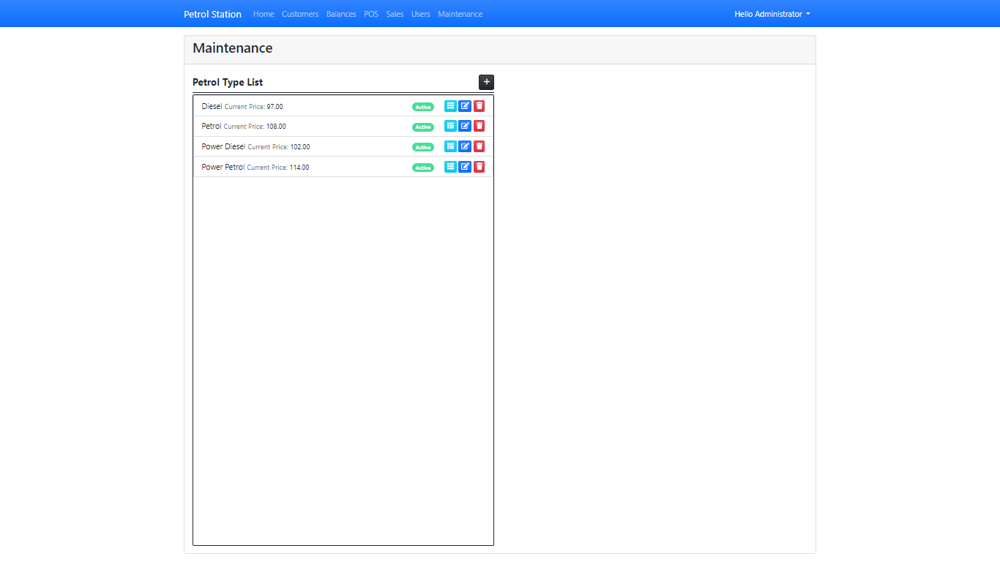 Petrol Station Home Customers Balances POS Sales Users Maintenance Hello Administrator
Maintenance
Petrol Type List +
Diesel Current Price: 97.00 Active
Petrol Current Price: 108.00 Active
Power Diesel Current Price: 102.00 Active
Power Petrol Current Price: 114.00 Active